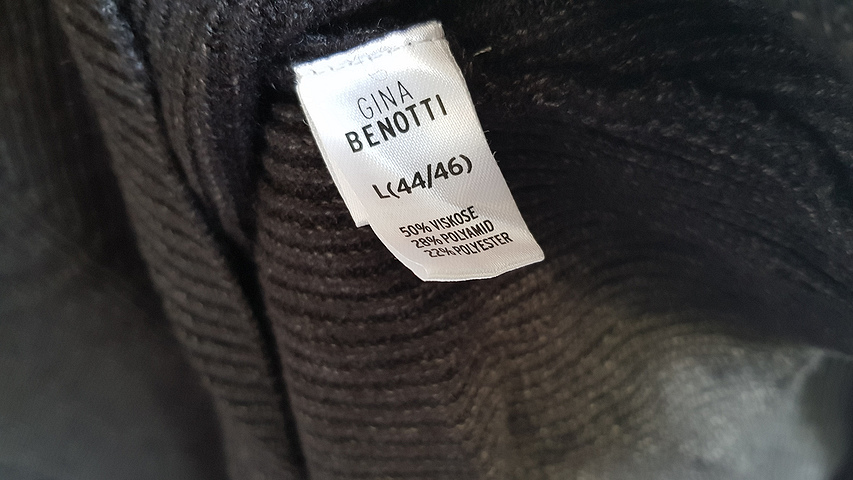 GINA
BENOTTI
L(44/46)
50% VISKOSE
28% POLYAMID
22% POLYESTER